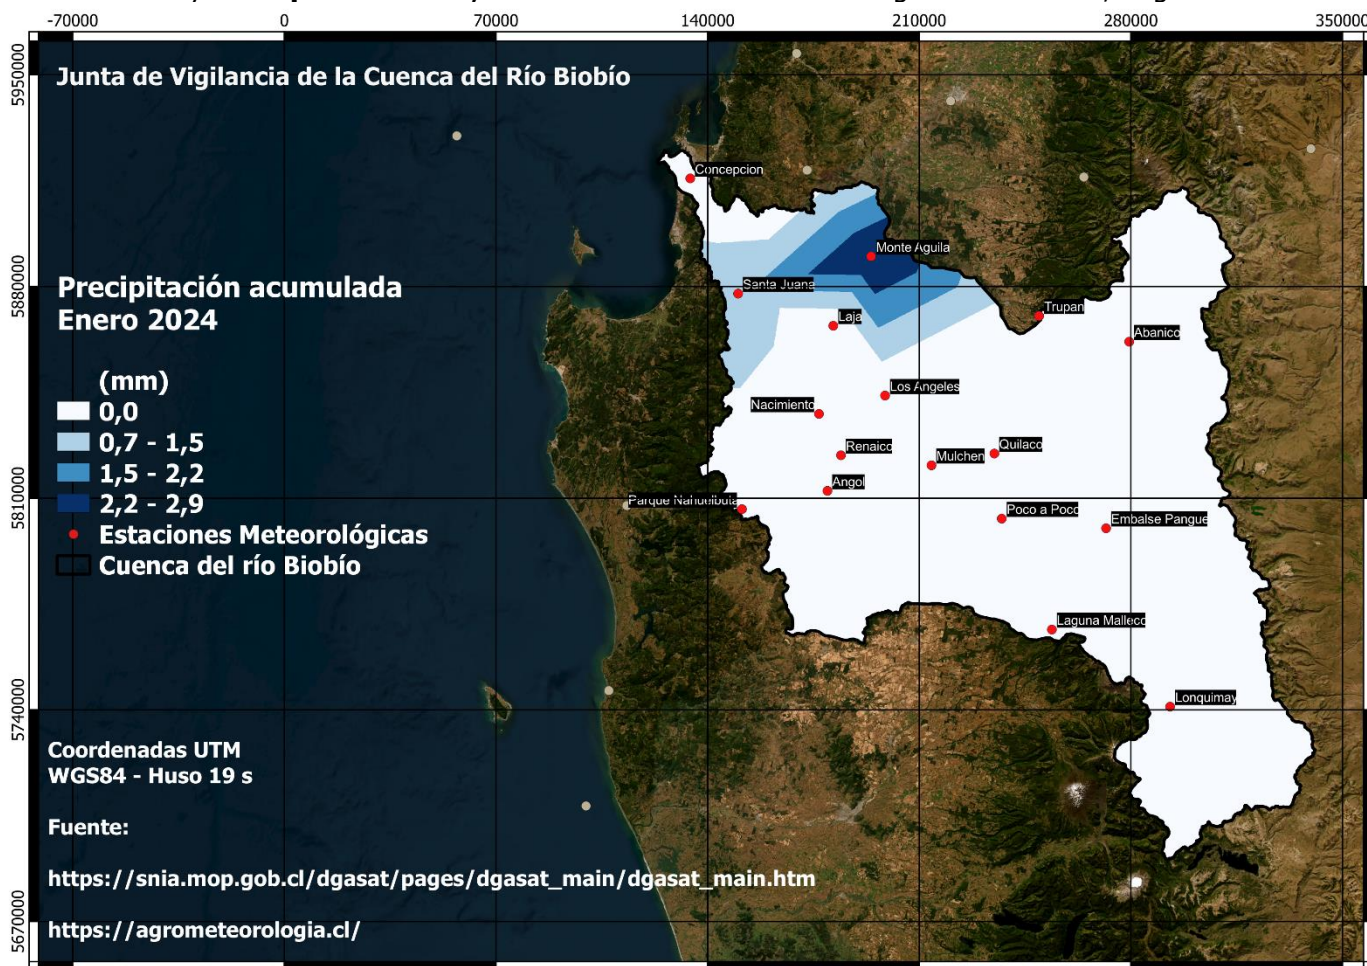 -70000 0 70000 140000 210000 280000 350000
5950000
Junta de Vigilancia de la Cuenca del Río Biobío
Concepcion
Monte Aguila
5880000
Precipitación acumulada
Enero 2024
Santa Juana
Trupan
Laja
Abanico
(mm)
0,0
0,7 - 1,5
1,5 - 2,2
2,2 - 2,9
Estaciones Meteorológicas
Cuenca del río Biobío
Los Angeles
Nacimiento
Renaico
Quilaco
Mulchen
Angol
5810000
Parque Nahuelbuta
Poco a Poco
Embalse Pangue
Laguna Malleco
Lonquimay
5740000
Coordenadas UTM
WGS84 - Huso 19 s
Fuente:
https://snia.mop.gob.cl/dgasat/pages/dgasat_main/dgasat_main.htm
https://agrometeorologia.cl/
5670000